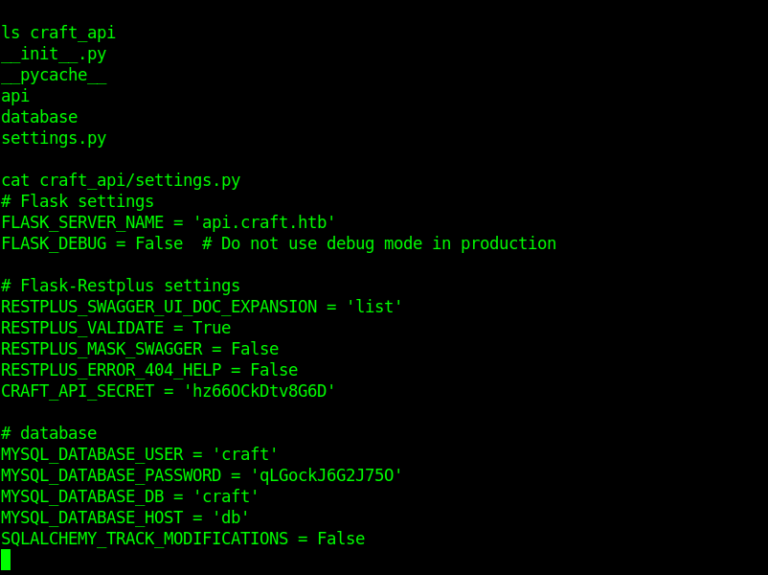 ls craft_api
__init__.py
__pycache__
api
database
settings.py
cat craft_api/settings.py
# Flask settings
FLASK_SERVER_NAME = 'api.craft.htb'
FLASK_DEBUG = False  # Do not use debug mode in production
# Flask-Restplus settings
RESTPLUS_SWAGGER_UI_DOC_EXPANSION = 'list'
RESTPLUS_VALIDATE = True
RESTPLUS_MASK_SWAGGER = False
RESTPLUS_ERROR_404_HELP = False
CRAFT_API_SECRET = 'hz66OCkDtv8G6D'
# database
MYSQL_DATABASE_USER = 'craft'
MYSQL_DATABASE_PASSWORD = 'qLGockJ6G2J75O'
MYSQL_DATABASE_DB = 'craft'
MYSQL_DATABASE_HOST = 'db'
SQLALCHEMY_TRACK_MODIFICATIONS = False